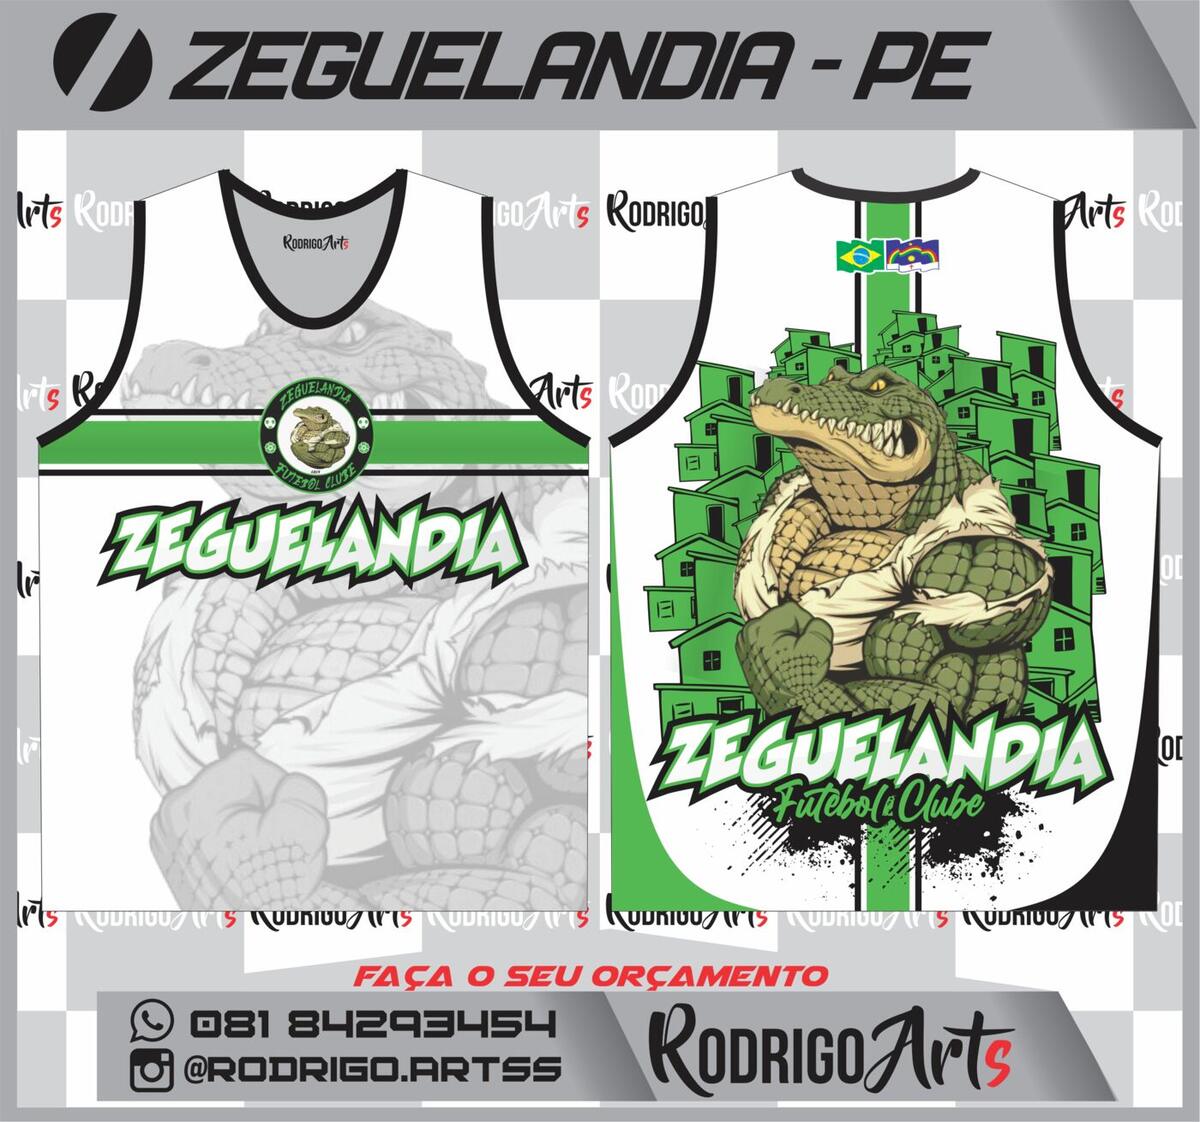 ZEGUELANDIA - PE
RODRIGOArts
ZEGUELANDIA
FUTEBOL CLUBE
ZEGUELANDIA
ZEGUELANDIA
Futebol Clube
FAÇA O SEU ORÇAMENTO
081 84293454
@RODRIGO.ARTSS
RODRIGOArts